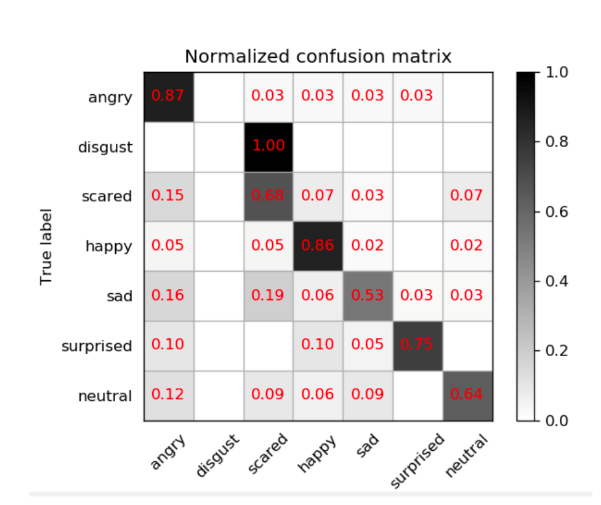 Normalized confusion matrix
True label
angry 0.87 0.03 0.03 0.03 0.03
disgust 1.00
scared 0.15 0.68 0.07 0.03 0.07
happy 0.05 0.05 0.86 0.02 0.02
sad 0.16 0.19 0.06 0.53 0.03 0.03
surprised 0.10 0.10 0.05 0.75
neutral 0.12 0.09 0.06 0.09 0.64
angry disgust scared happy sad surprised neutral
1.0
0.8
0.6
0.4
0.2
0.0